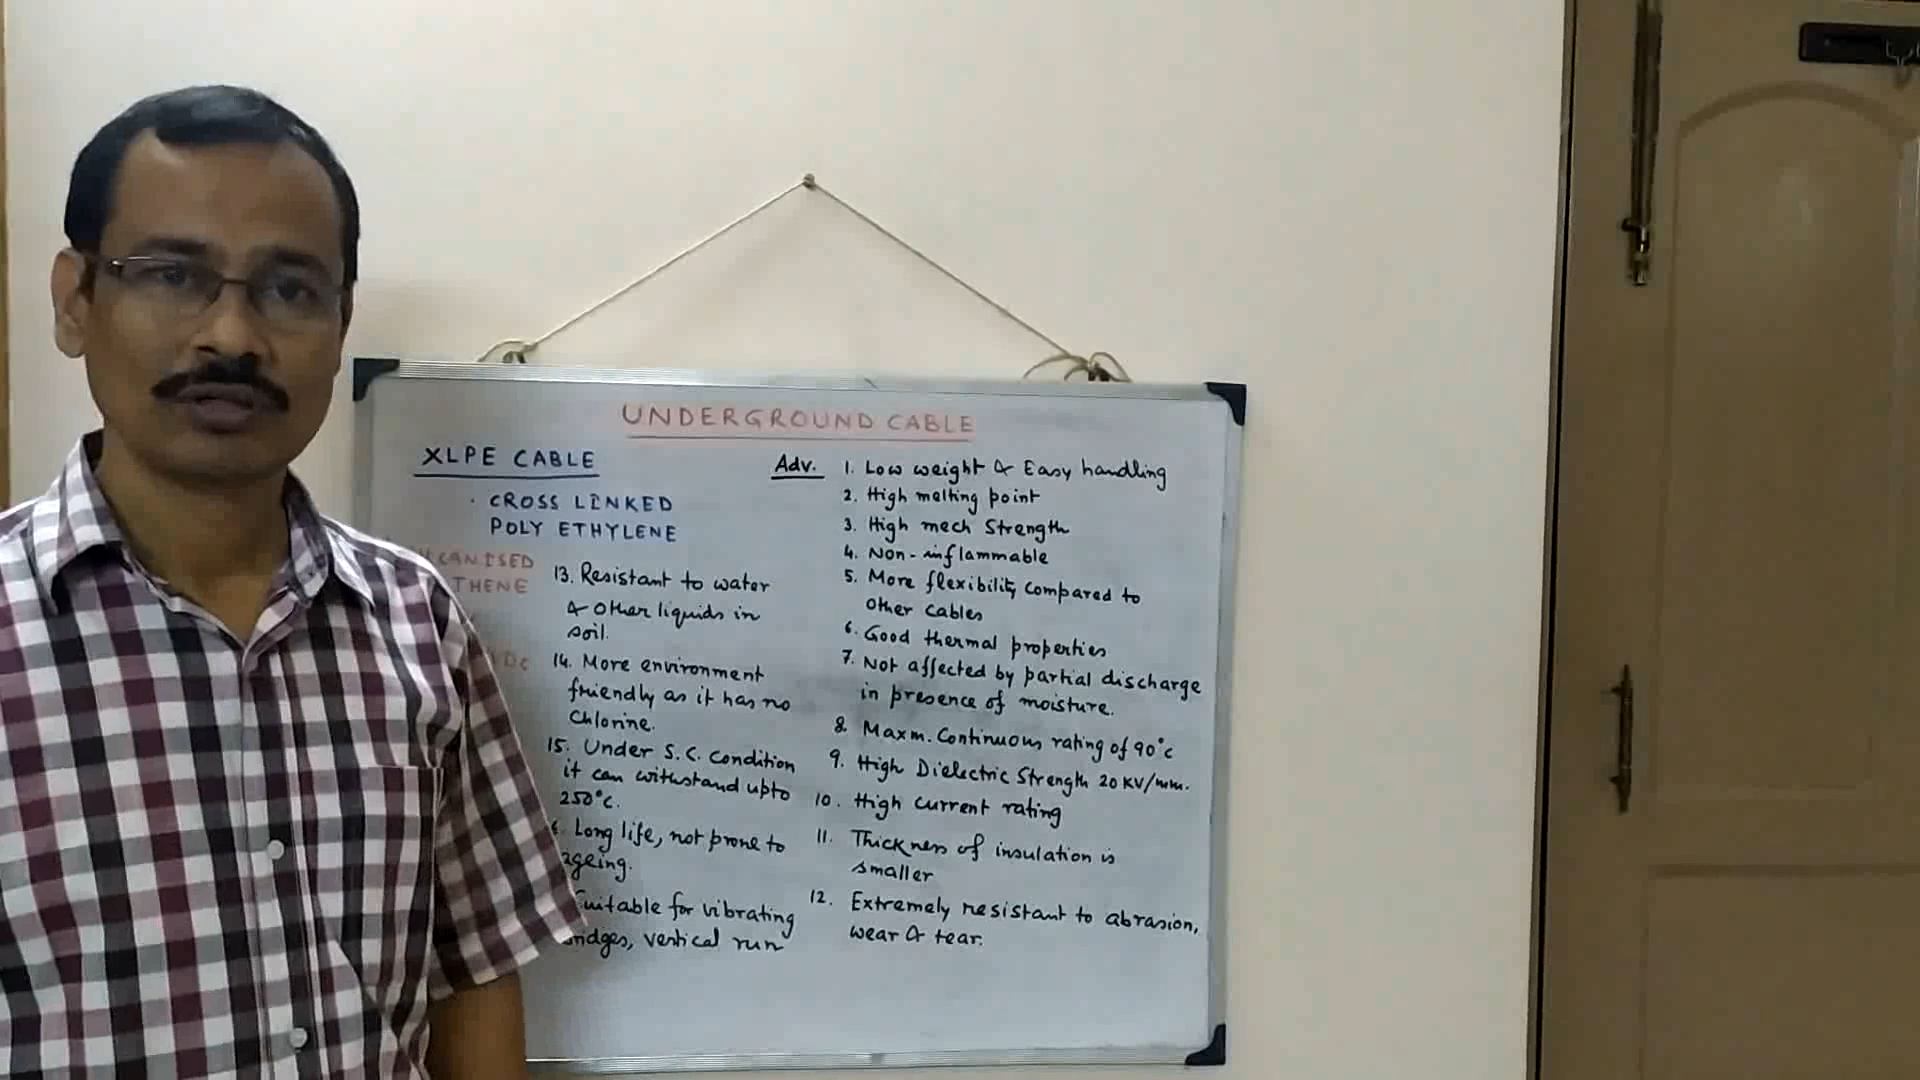 UNDERGROUND CABLE
XLPE CABLE
CROSS LINKED
POLY ETHYLENE
13. Resistant to water
& other liquids in
soil.
14. More environment
friendly as it has no
Chlorine.
15. Under S.C. Condition
it can withstand upto
250°C.
Long life, not prone to
ageing.
Suitable for vibrating
vertical run
Adv. 1. Low weight & Easy handling
2. High melting point
3. High mech Strength
4. Non-inflammable
5. More flexibility compared to
other cables
6. Good thermal properties
7. Not affected by partial discharge
in presence of moisture.
8. Maxm. Continuous rating of 90°C
9. High Dielectric Strength 20 KV/mm.
10. High current rating
11. Thickness of insulation is
smaller
12. Extremely resistant to abrasion,
wear & tear.